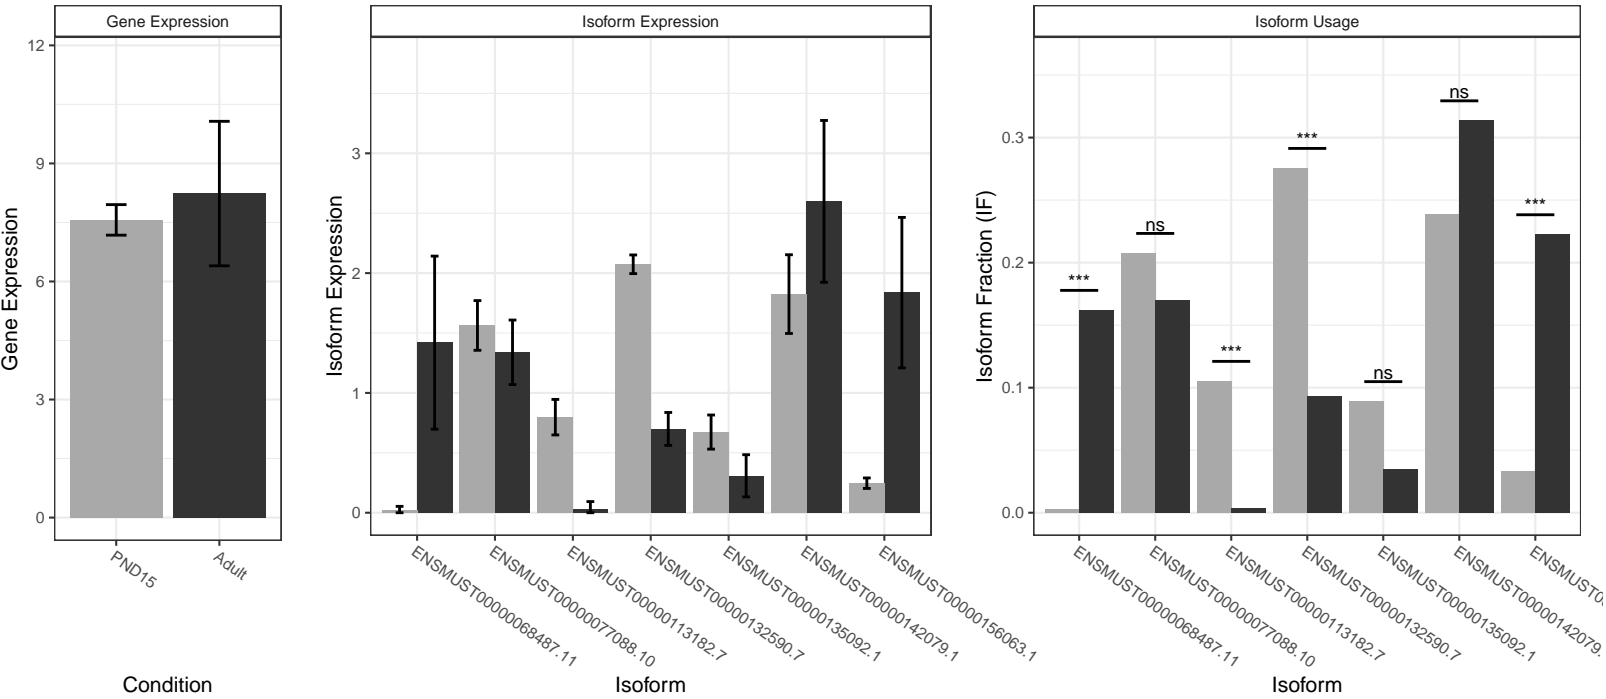 Gene Expression
Isoform Expression
Isoform Usage
Gene Expression
12
9
6
3
0
PND15
Adult
Condition
Isoform Expression
3
2
1
0
ENSMUST00000068487.11
ENSMUST00000077088.10
ENSMUST00000113182.7
ENSMUST00000132590.7
ENSMUST00000135092.1
ENSMUST00000142079.1
ENSMUST00000156063.1
Isoform
Isoform Fraction (IF)
0.3
0.2
0.1
0.0
***
ns
***
***
ns
ns
***
ENSMUST00000068487.11
ENSMUST00000077088.10
ENSMUST00000113182.7
ENSMUST00000132590.7
ENSMUST00000135092.1
ENSMUST00000142079.
Isoform